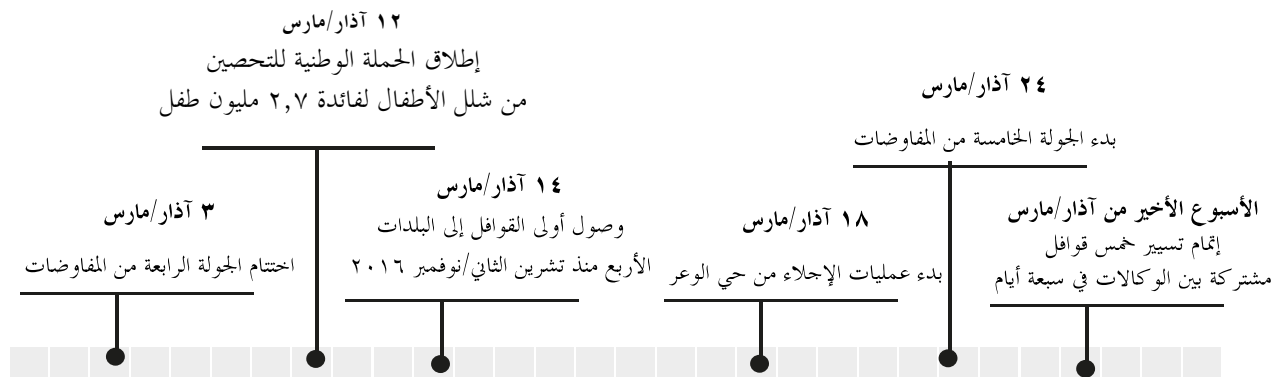 ٣ آذار/مارس
اختتام الجولة الرابعة من المفاوضات
١٢ آذار/مارس
إطلاق الحملة الوطنية للتحصين
من شلل الأطفال لفائدة ٢,٧ مليون طفل
١٤ آذار/مارس
وصول أولى القوافل إلى البلدات
الأربع منذ تشرين الثاني/نوفمبر ٢٠١٦
١٨ آذار/مارس
بدء عمليات الإجلاء من حي الوعر
٢٤ آذار/مارس
بدء الجولة الخامسة من المفاوضات
الأسبوع الأخير من آذار/مارس
إتمام تسيير خمس قوافل
مشتركة بين الوكالات في سبعة أيام